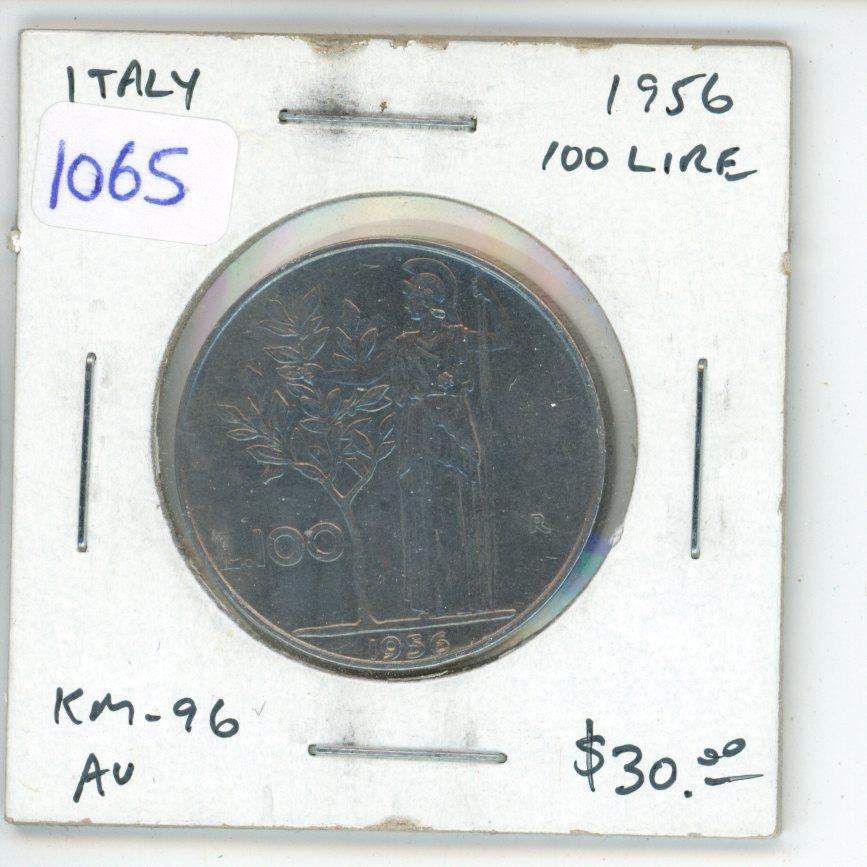 ITALY
1065
1956
100 LIRE
L.100
R
1956
KM-96
AU
$30.00